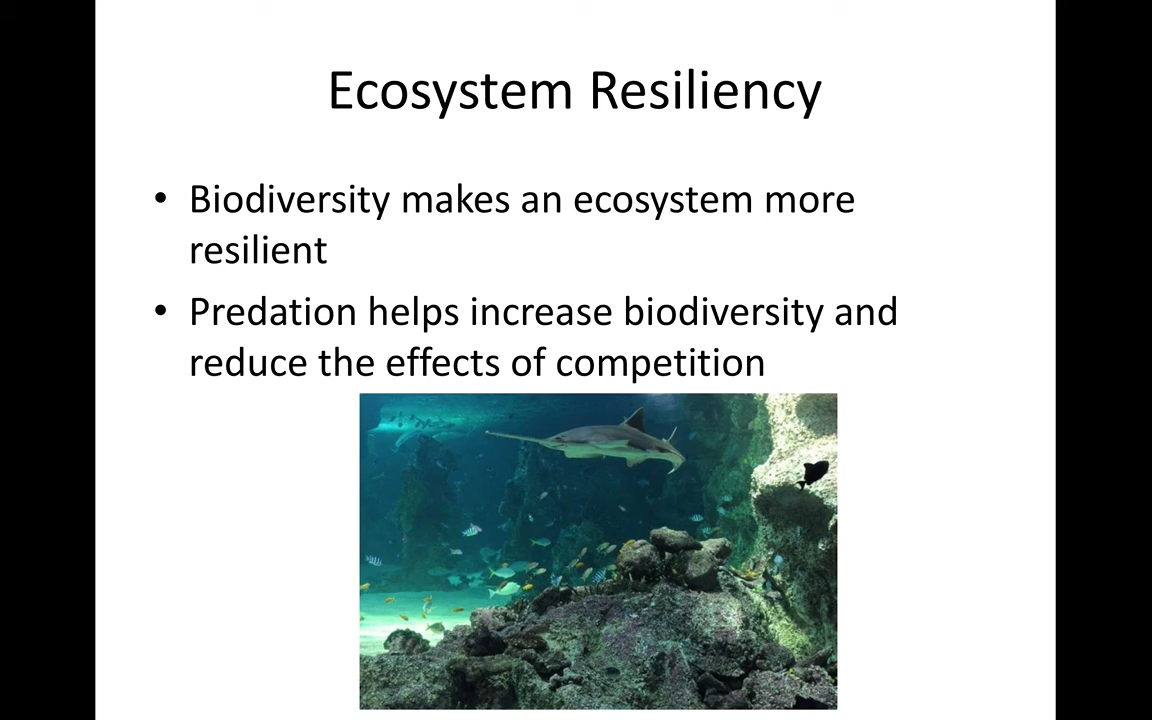 Ecosystem Resiliency
• Biodiversity makes an ecosystem more
resilient
• Predation helps increase biodiversity and
reduce the effects of competition